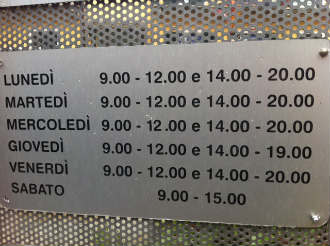 LUNEDÌ 9.00 - 12.00 e 14.00 - 20.00
MARTEDÌ 9.00 - 12.00 e 14.00 - 20.00
MERCOLEDÌ 9.00 - 12.00 e 14.00 - 20.00
GIOVEDÌ 9.00 - 12.00 e 14.00 - 19.00
VENERDÌ 9.00 - 12.00 e 14.00 - 20.00
SABATO 9.00 - 15.00